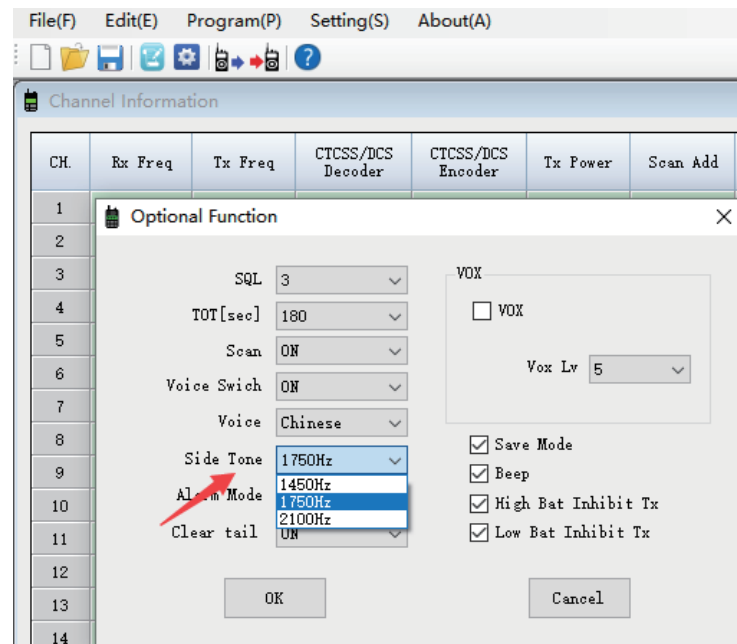 File(F) Edit(E) Program(P) Setting(S) About(A)
?
Channel Information
CH. Rx Freq Tx Freq CTCSS/DCS Decoder CTCSS/DCS Encoder Tx Power Scan Add
1
Optional Function
2
3
SQL 3
VOX
4
TOT[sec] 180
VOX
5
Scan ON
6
Voice Swich ON
Vox Lv 5
7
Voice Chinese
8
Save Mode
Side Tone 1750Hz
9
Beep
1450Hz
10
Alarm Mode 1750Hz
High Bat Inhibit Tx
2100Hz
11
Clear tail ON
Low Bat Inhibit Tx
12
13
OK Cancel
14